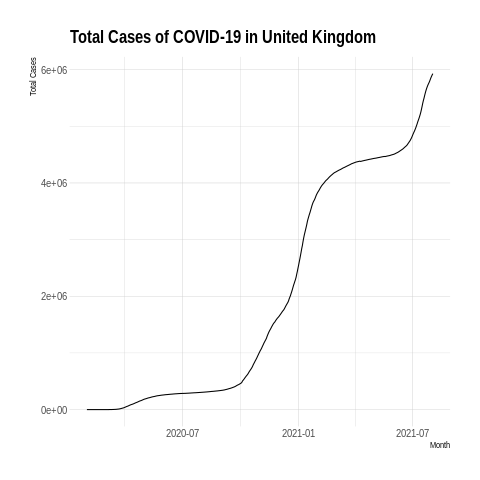 Total Cases of COVID-19 in United Kingdom
Total Cases
6e+06
4e+06
2e+06
0e+00
2020-07 2021-01 2021-07
Month